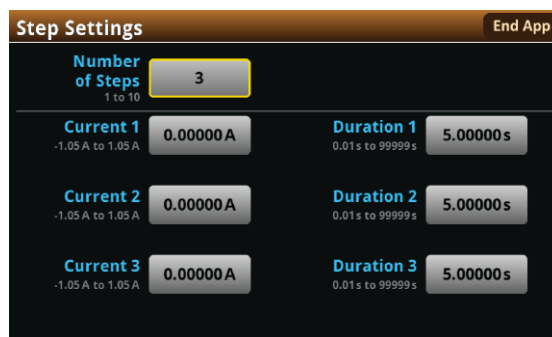 Step Settings End App
Number
of Steps
1 to 10
3
Current 1
-1.05 A to 1.05 A
0.00000 A
Duration 1
0.01 s to 99999 s
5.00000 s
Current 2
-1.05 A to 1.05 A
0.00000 A
Duration 2
0.01 s to 99999 s
5.00000 s
Current 3
-1.05 A to 1.05 A
0.00000 A
Duration 3
0.01 s to 99999 s
5.00000 s